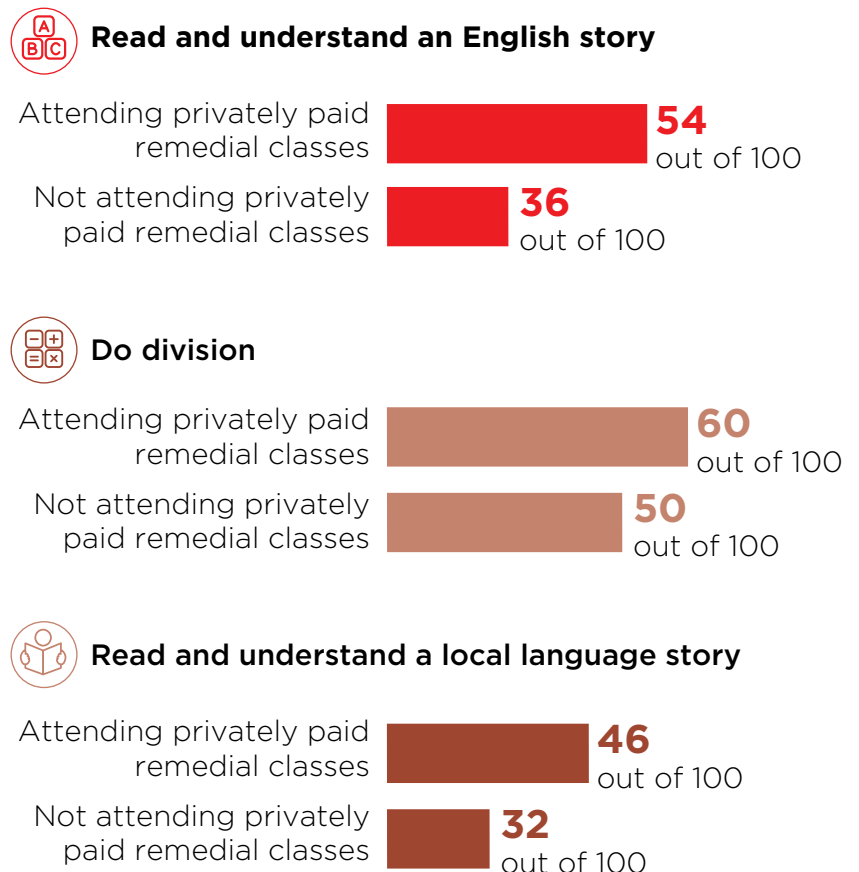 A
B C
Read and understand an English story
Attending privately paid
remedial classes
54
out of 100
Not attending privately
paid remedial classes
36
out of 100
Do division
Attending privately paid
remedial classes
60
out of 100
Not attending privately
paid remedial classes
50
out of 100
Read and understand a local language story
Attending privately paid
remedial classes
46
out of 100
Not attending privately
paid remedial classes
32
out of 100